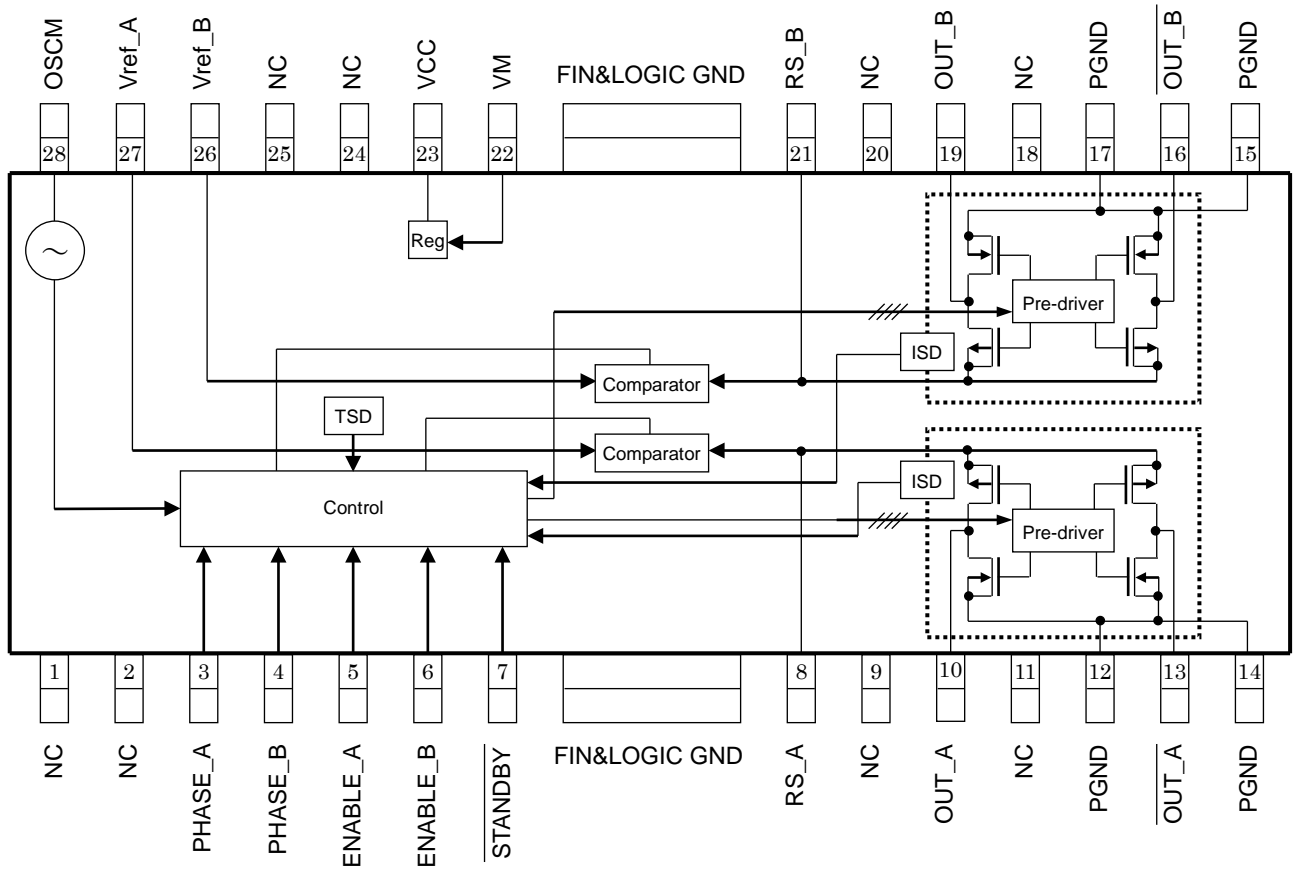 OSCM
Vref_A
Vref_B
NC
NC
VCC
VM
FIN&LOGIC GND
RS_B
NC
OUT_B
NC
PGND
OUT_B
PGND
28
27
26
25
24
23
22
21
20
19
18
17
16
15
∼
Reg
Pre-driver
ISD
Comparator
TSD
Comparator
ISD
Control
Pre-driver
1
2
3
4
5
6
7
8
9
10
11
12
13
14
NC
NC
PHASE_A
PHASE_B
ENABLE_A
ENABLE_B
STANDBY
FIN&LOGIC GND
RS_A
NC
OUT_A
NC
PGND
OUT_A
PGND